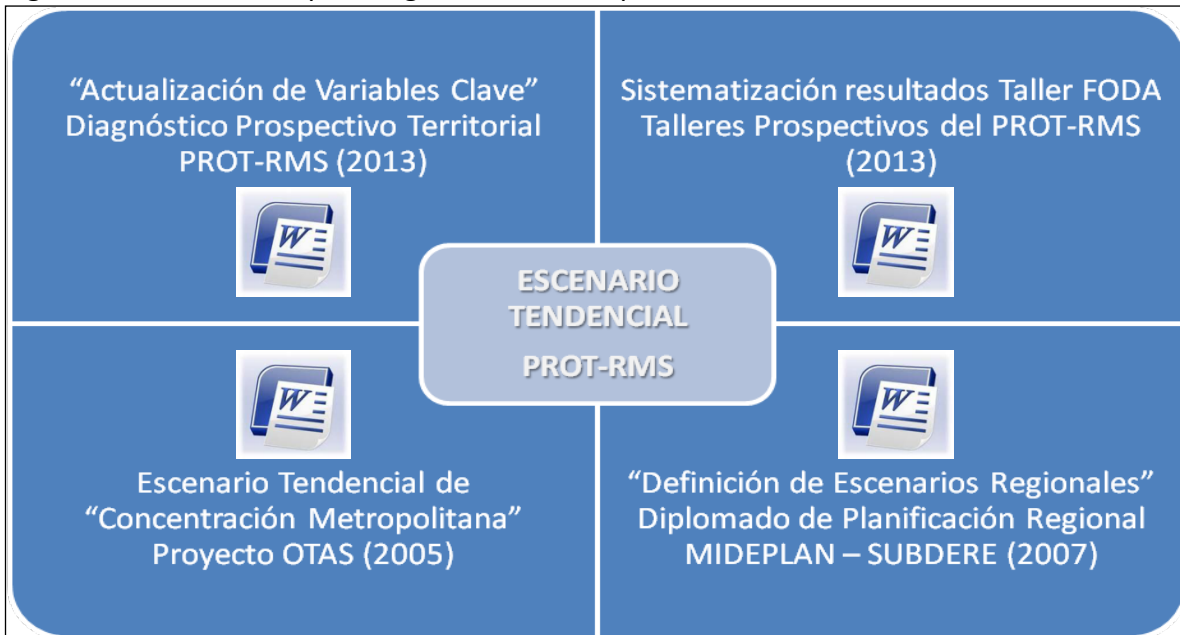 “Actualización de Variables Clave”
Diagnóstico Prospectivo Territorial
PROT-RMS (2013)
Sistematización resultados Taller FODA
Talleres Prospectivos del PROT-RMS
(2013)
W
W
ESCENARIO
TENDENCIAL
PROT-RMS
W
W
Escenario Tendencial de
“Concentración Metropolitana”
Proyecto OTAS (2005)
“Definición de Escenarios Regionales”
Diplomado de Planificación Regional
MIDEPLAN – SUBDERE (2007)